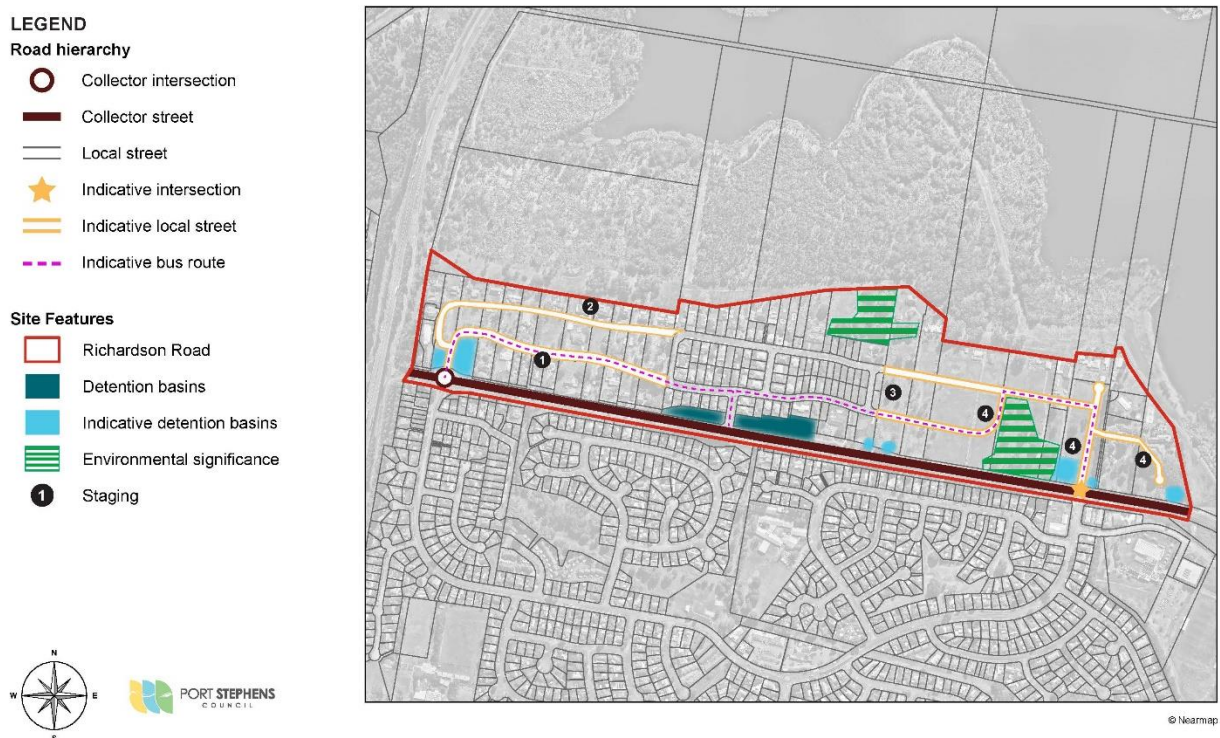 LEGEND
Road hierarchy
Collector intersection
Collector street
Local street
Indicative intersection
Indicative local street
Indicative bus route
Site Features
Richardson Road
Detention basins
Indicative detention basins
Environmental significance
1 Staging
2
1
3
4
4
4
N
W E
S
PORT STEPHENS
COUNCIL
© Nearmap